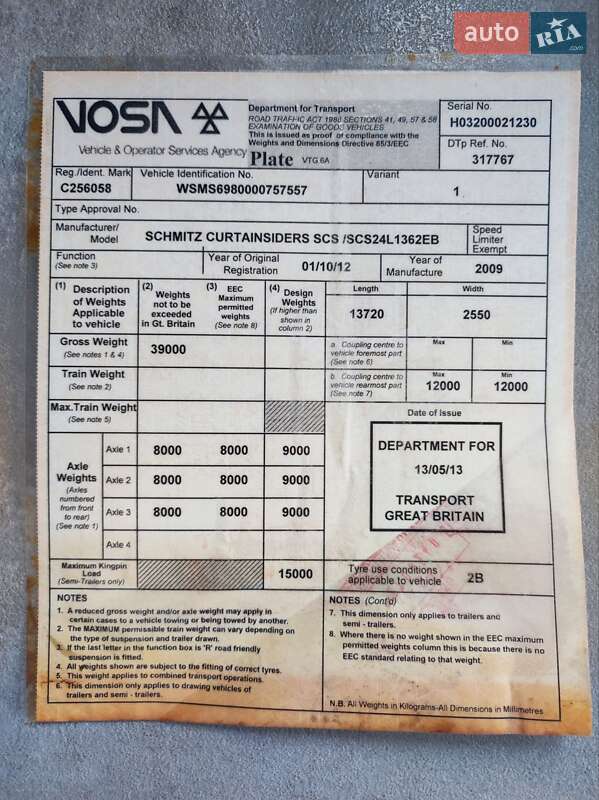 auto RIA .com
VOSA
Vehicle & Operator Services Agency
Department for Transport
ROAD TRAFFIC ACT 1988 SECTIONS 41, 49, 57 & 58
EXAMINATION OF GOODS VEHICLES
This is issued as proof of compliance with the
Weights and Dimensions Directive 85/3/EEC
Plate VTG 6A
Serial No.
H03200021230
DTp Ref. No.
317767
Reg./Ident. Mark
C256058
Vehicle Identification No.
WSMS6980000757557
Variant
1
Type Approval No.
Manufacturer/ Model
SCHMITZ CURTAINSIDERS SCS /SCS24L1362EB
Speed Limiter Exempt
Function
(See note 3)
Year of Original Registration
01/10/12
Year of Manufacture
2009
(1) Description of Weights Applicable to vehicle
(2) Weights not to be exceeded in Gt. Britain
(3) EEC Maximum permitted weights (See note 8)
(4) Design Weights (If higher than shown in column 2)
Length
Width
13720
2550
Gross Weight
(See notes 1 & 4)
39000
a. Coupling centre to vehicle foremost part (See note 6)
Max
Min
Train Weight
(See note 2)
b. Coupling centre to vehicle rearmost part (See note 7)
Max
12000
Min
12000
Max.Train Weight
(See note 5)
Date of Issue
Axle Weights
(Axles numbered from front to rear)
(See note 1)
Axle 1 8000 8000 9000
Axle 2 8000 8000 9000
Axle 3 8000 8000 9000
Axle 4
DEPARTMENT FOR
13/05/13
TRANSPORT
GREAT BRITAIN
Maximum Kingpin Load
(Semi-Trailers only)
15000
Tyre use conditions applicable to vehicle
2B
NOTES
1. A reduced gross weight and/or axle weight may apply in
certain cases to a vehicle towing or being towed by another.
2. The MAXIMUM permissible train weight can vary depending on
the type of suspension and trailer drawn.
3. If the last letter in the function box is 'R' road friendly
suspension is fitted.
4. All weights shown are subject to the fitting of correct tyres.
5. This weight applies to combined transport operations.
6. This dimension only applies to drawing vehicles of
trailers and semi - trailers.
NOTES (Cont'd)
7. This dimension only applies to trailers and
semi - trailers.
8. Where there is no weight shown in the EEC maximum
permitted weights column this is because there is no
EEC standard relating to that weight.
N.B. All Weights in Kilograms-All Dimensions in Millimetres